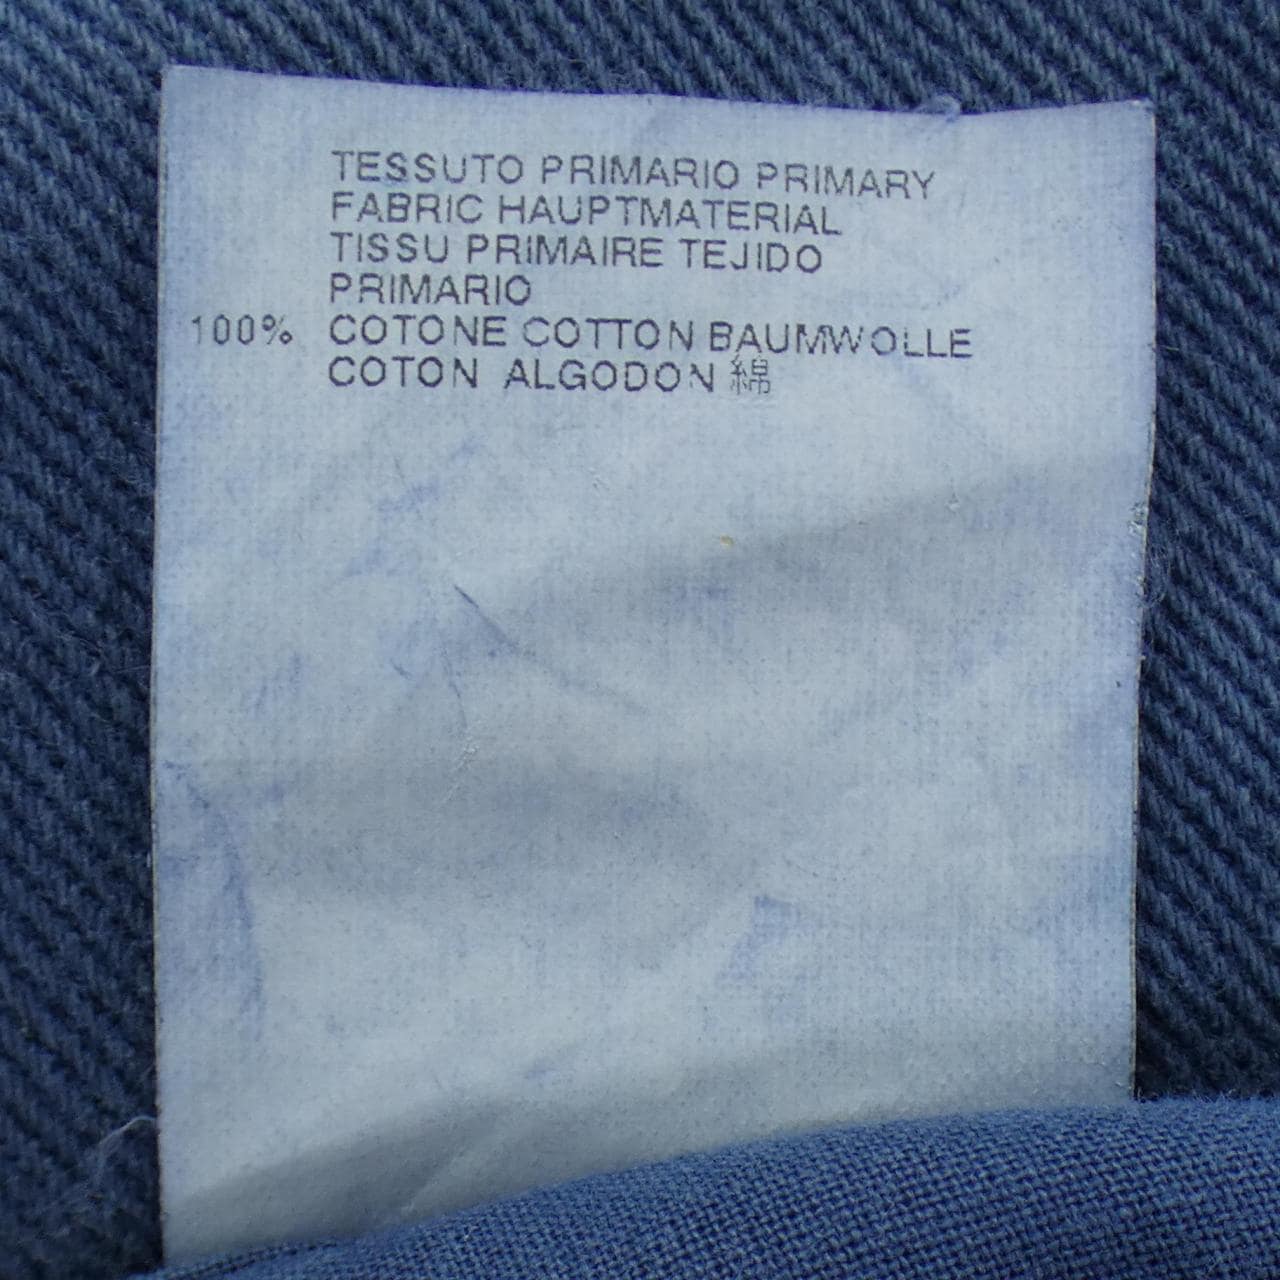 TESSUTO PRIMARIO PRIMARY
FABRIC HAUPTMATERIAL
TISSU PRIMAIRE TEJIDO
PRIMARIO
100% COTONE COTTON BAUMWOLLE
COTON ALGODON 綿